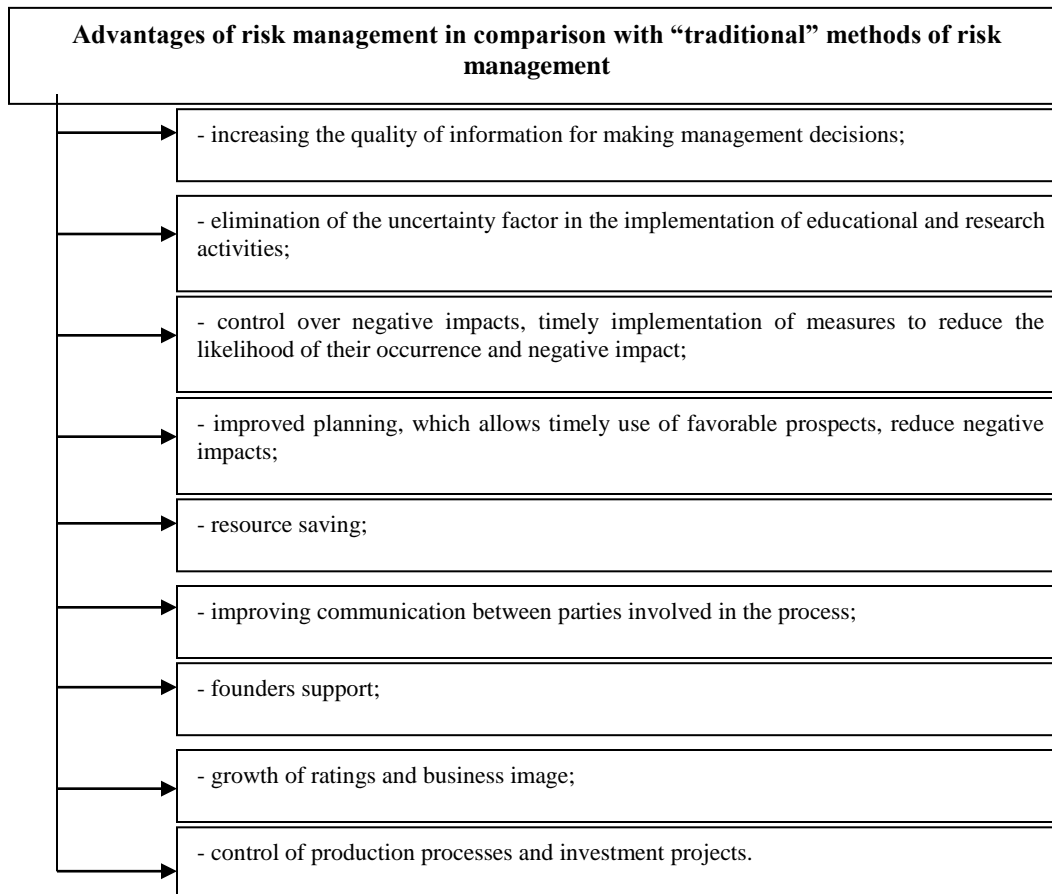 Advantages of risk management in comparison with “traditional” methods of risk
management
- increasing the quality of information for making management decisions;
- elimination of the uncertainty factor in the implementation of educational and research
activities;
- control over negative impacts, timely implementation of measures to reduce the
likelihood of their occurrence and negative impact;
- improved planning, which allows timely use of favorable prospects, reduce negative
impacts;
- resource saving;
- improving communication between parties involved in the process;
- founders support;
- growth of ratings and business image;
- control of production processes and investment projects.